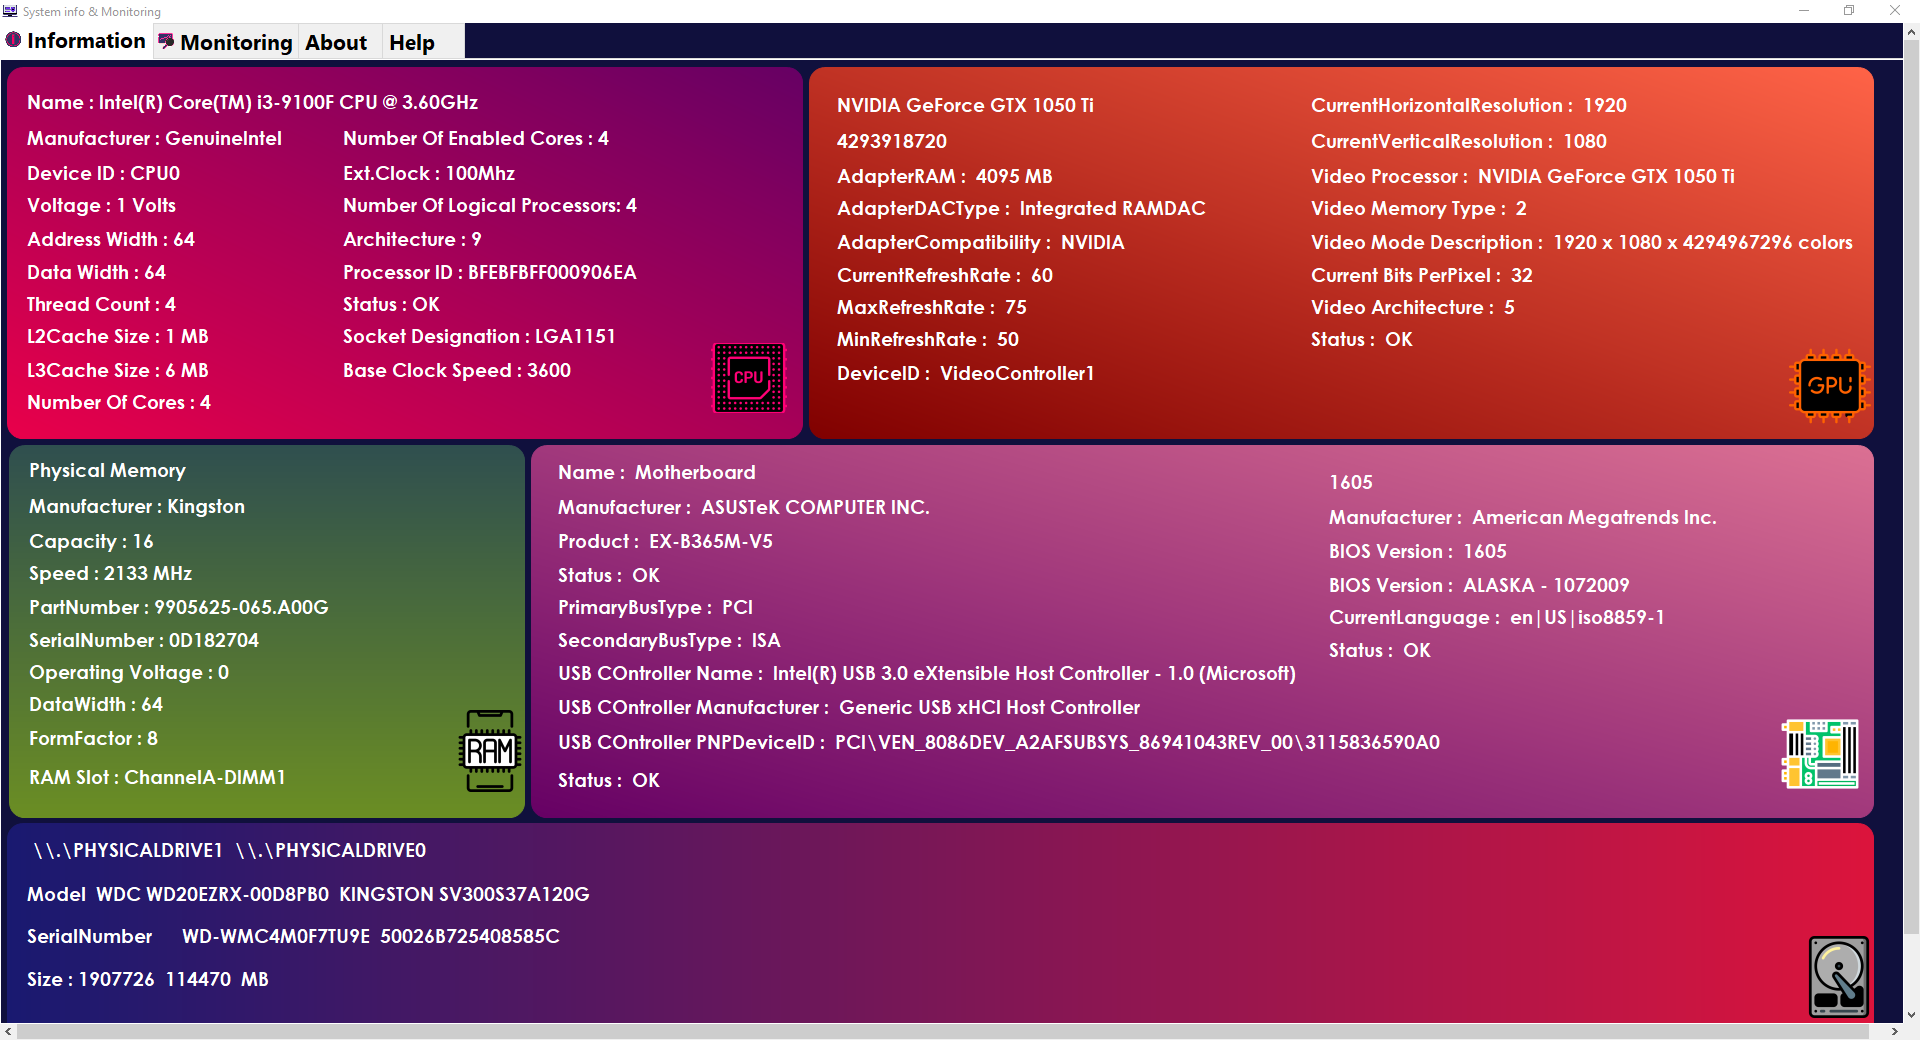 System info & Monitoring
Information Monitoring About Help
Name : Intel(R) Core(TM) i3-9100F CPU @ 3.60GHz
Manufacturer : GenuineIntel
Device ID : CPU0
Voltage : 1 Volts
Address Width : 64
Data Width : 64
Thread Count : 4
L2Cache Size : 1 MB
L3Cache Size : 6 MB
Number Of Cores : 4
Number Of Enabled Cores : 4
Ext.Clock : 100Mhz
Number Of Logical Processors: 4
Architecture : 9
Processor ID : BFEBFBFF000906EA
Status : OK
Socket Designation : LGA1151
Base Clock Speed : 3600
CPU
NVIDIA GeForce GTX 1050 Ti
4293918720
AdapterRAM : 4095 MB
AdapterDACType : Integrated RAMDAC
AdapterCompatibility : NVIDIA
CurrentRefreshRate : 60
MaxRefreshRate : 75
MinRefreshRate : 50
DeviceID : VideoController1
CurrentHorizontalResolution : 1920
CurrentVerticalResolution : 1080
Video Processor : NVIDIA GeForce GTX 1050 Ti
Video Memory Type : 2
Video Mode Description : 1920 x 1080 x 4294967296 colors
Current Bits PerPixel : 32
Video Architecture : 5
Status : OK
GPU
Physical Memory
Manufacturer : Kingston
Capacity : 16
Speed : 2133 MHz
PartNumber : 9905625-065.A00G
SerialNumber : 0D182704
Operating Voltage : 0
DataWidth : 64
FormFactor : 8
RAM Slot : ChannelA-DIMM1
RAM
Name : Motherboard
Manufacturer : ASUSTeK COMPUTER INC.
Product : EX-B365M-V5
Status : OK
PrimaryBusType : PCI
SecondaryBusType : ISA
USB COntroller Name : Intel(R) USB 3.0 eXtensible Host Controller - 1.0 (Microsoft)
USB COntroller Manufacturer : Generic USB xHCI Host Controller
USB COntroller PNPDeviceID : PCI\VEN_8086DEV_A2AFSUBSYS_86941043REV_00\3115836590A0
Status : OK
1605
Manufacturer : American Megatrends Inc.
BIOS Version : 1605
BIOS Version : ALASKA - 1072009
CurrentLanguage : en|US|iso8859-1
Status : OK
8
\\.\PHYSICALDRIVE1 \\.\PHYSICALDRIVE0
Model WDC WD20EZRX-00D8PB0 KINGSTON SV300S37A120G
SerialNumber WD-WMC4M0F7TU9E 50026B725408585C
Size : 1907726 114470 MB